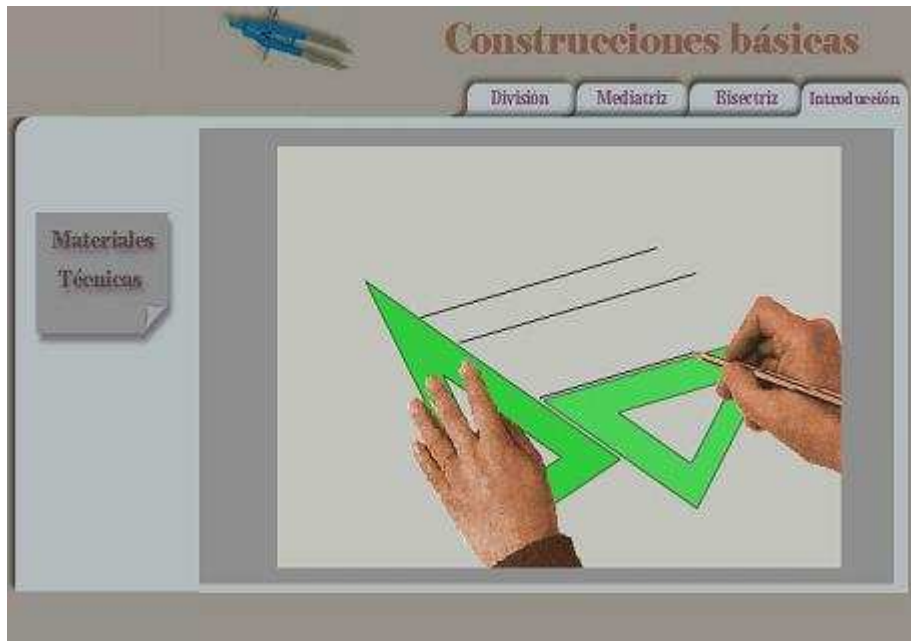 Construcciones básicas
División
Mediatriz
Bisectriz
Introducción
Materiales
Técnicas